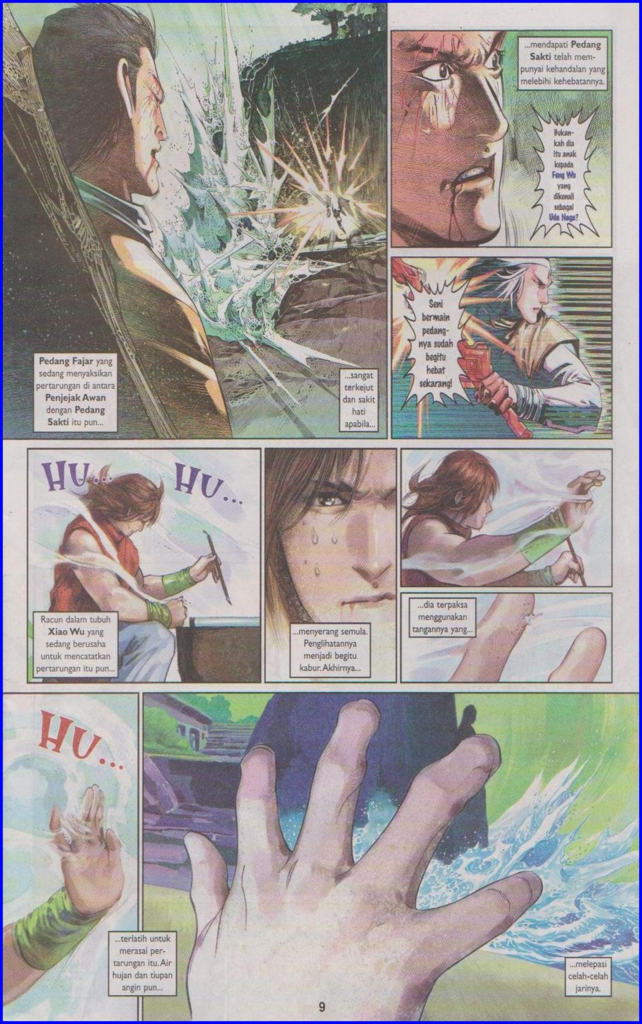 Pedang Fajar yang
sedang menyaksikan
pertarungan di antara
Penjejak Awan
dengan Pedang
Sakti itu pun...
...sangat
terkejut
dan sakit
hati
apabila...
...mendapati Pedang
Sakti telah mem-
punyai kehandalan yang
melebihi kehebatannya.
Bukan-
kah dia
itu anak
kepada
Feng Wu
yang
dikenali
sebagai
Uda Naga?
Seni
bermain
pedang-
nya sudah
begitu
hebat
sekarang!
HU...
HU...
Racun dalam tubuh
Xiao Wu yang
sedang berusaha
untuk mencatatkan
pertarungan itu pun...
...menyerang semula.
Penglihatannya
menjadi begitu
kabur. Akhirnya...
...dia terpaksa
menggunakan
tangannya yang...
HU...
...terlatih untuk
merasai per-
tarungan itu. Air
hujan dan tiupan
angin pun...
...melepasi
celah-celah
jarinya.
9